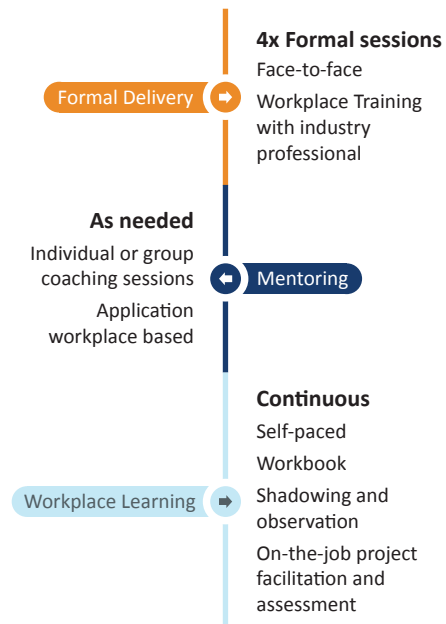 4x Formal sessions
Face-to-face
Formal Delivery
Workplace Training
with industry
professional
As needed
Individual or group
coaching sessions
Mentoring
Application
workplace based
Continuous
Self-paced
Workbook
Workplace Learning
Shadowing and
observation
On-the-job project
facilitation and
assessment